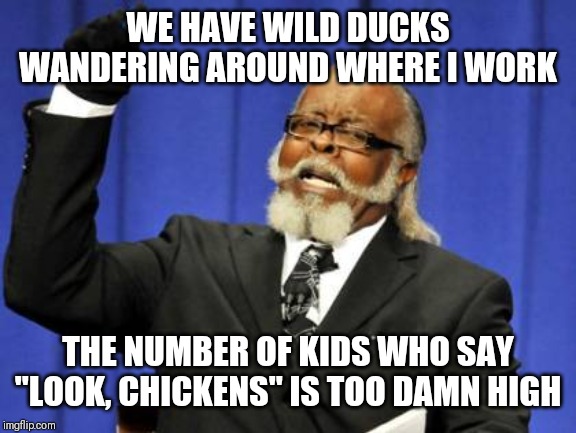 WE HAVE WILD DUCKS
WANDERING AROUND WHERE I WORK
THE NUMBER OF KIDS WHO SAY
"LOOK, CHICKENS" IS TOO DAMN HIGH
imgflip.com